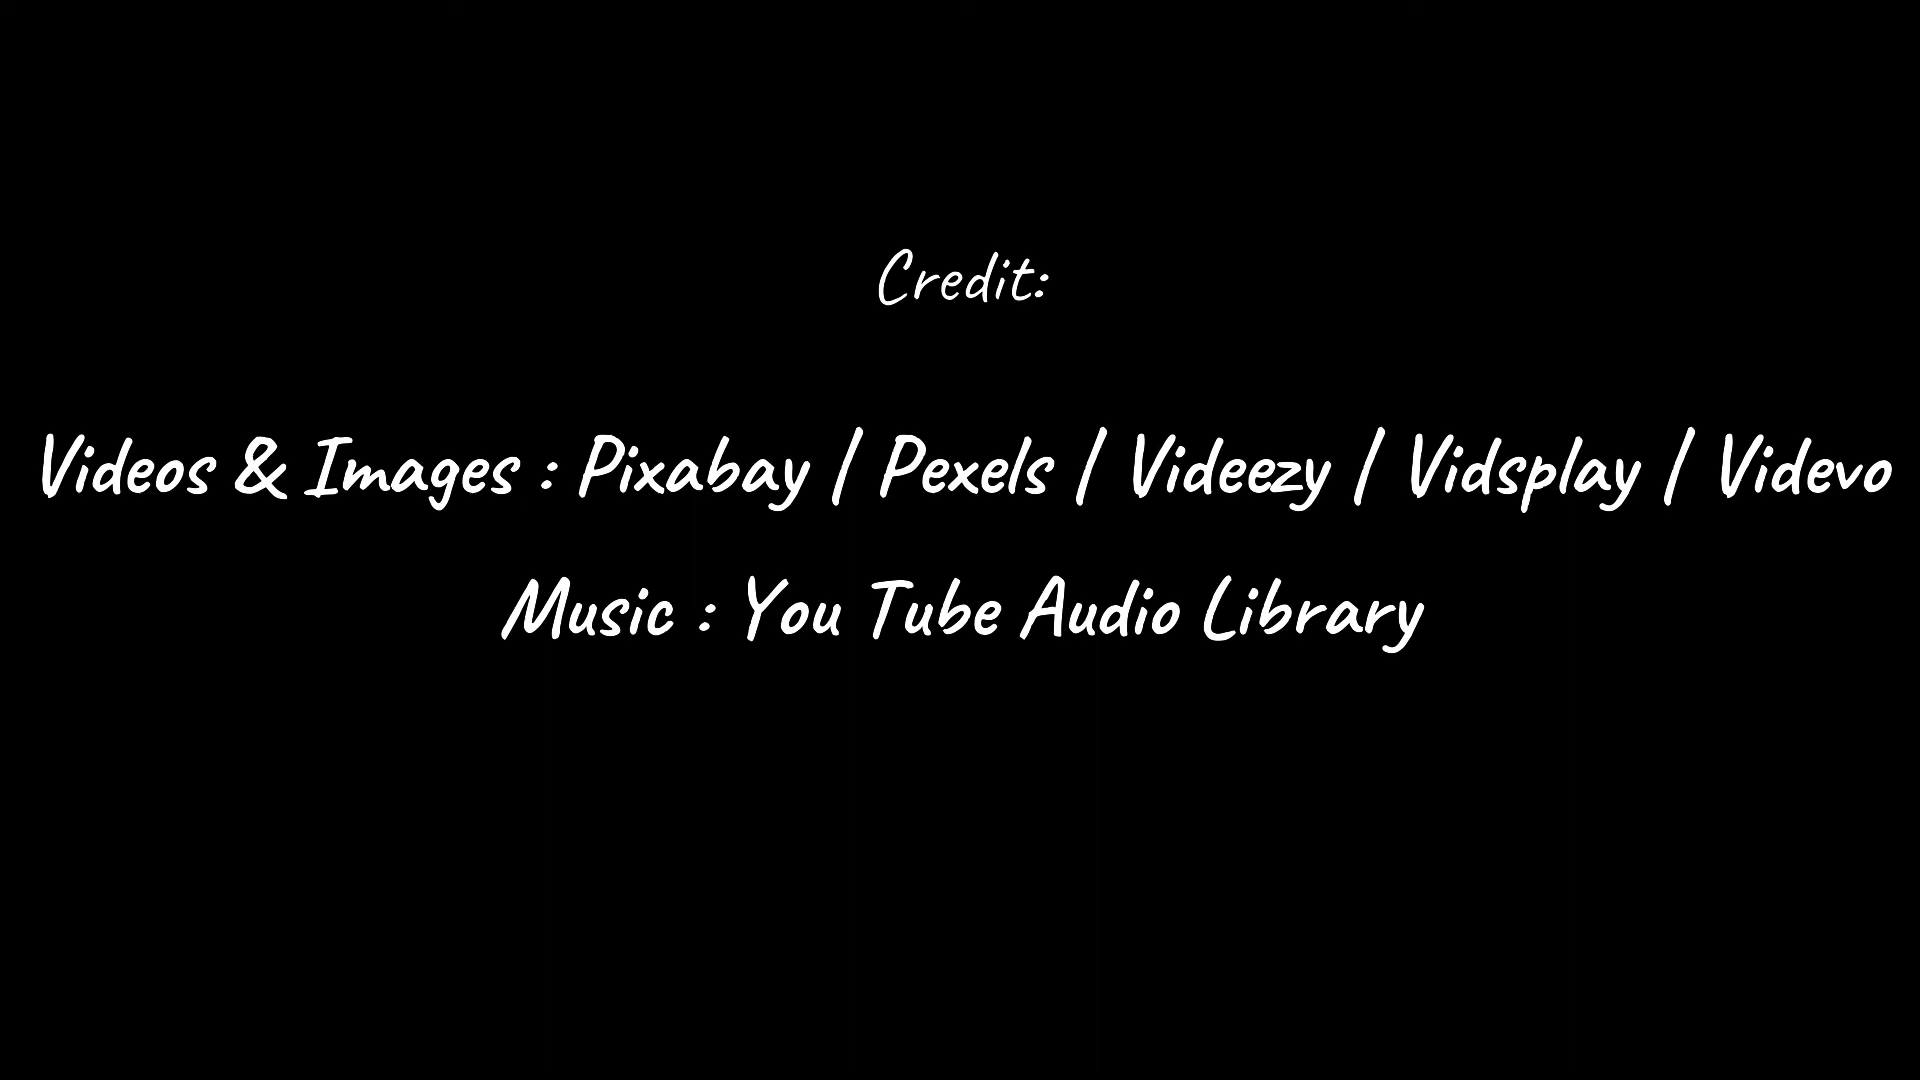 Credit:
Videos & Images : Pixabay / Pexels / Videezy / Vidsplay / Videvo
Music : You Tube Audio Library